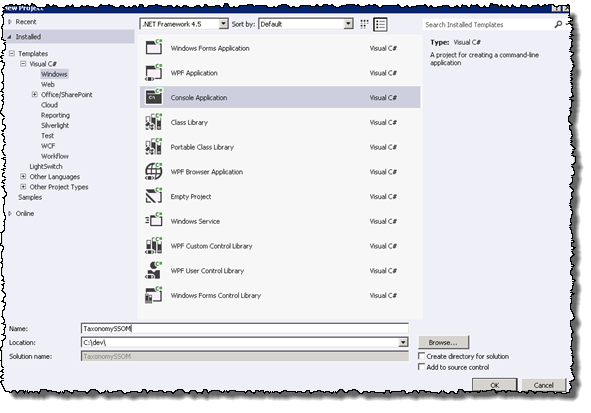 ew Project
Recent
.NET Framework 4.5
Sort by: Default
Search Installed Templates
Installed
Templates
Visual C#
Windows
Web
Office/SharePoint
Cloud
Reporting
Silverlight
Test
WCF
Workflow
LightSwitch
Other Languages
Other Project Types
Samples
Online
Windows Forms Application Visual C#
WPF Application Visual C#
Console Application Visual C#
Class Library Visual C#
Portable Class Library Visual C#
WPF Browser Application Visual C#
Empty Project Visual C#
Windows Service Visual C#
WPF Custom Control Library Visual C#
WPF User Control Library Visual C#
Windows Forms Control Library Visual C#
Type: Visual C#
A project for creating a command-line
application
Name: TaxonomySSOM
Location: C:\dev\
Browse...
Solution name: TaxonomySSOM
Create directory for solution
Add to source control
OK Cancel